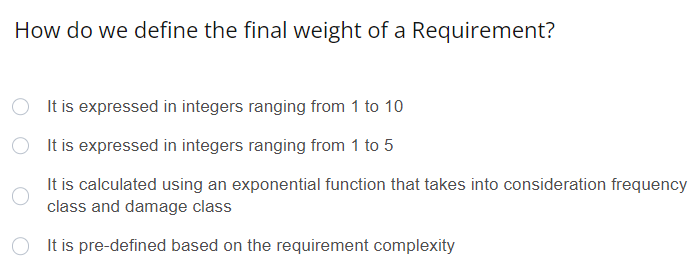 How do we define the final weight of a Requirement?
It is expressed in integers ranging from 1 to 10
It is expressed in integers ranging from 1 to 5
It is calculated using an exponential function that takes into consideration frequency
class and damage class
It is pre-defined based on the requirement complexity